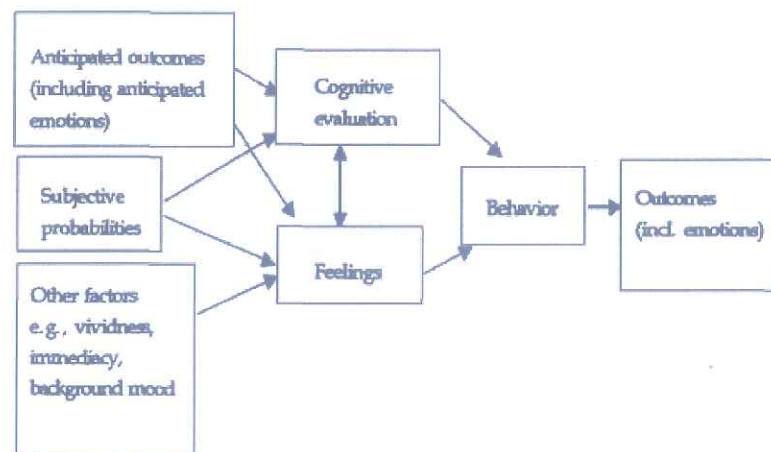 Anticipated outcomes
(including anticipated
emotions)
Cognitive
evaluation
Subjective
probabilities
Feelings
Behavior
Outcomes
(incl. emotions)
Other factors
e.g., vividness,
immediacy,
background mood